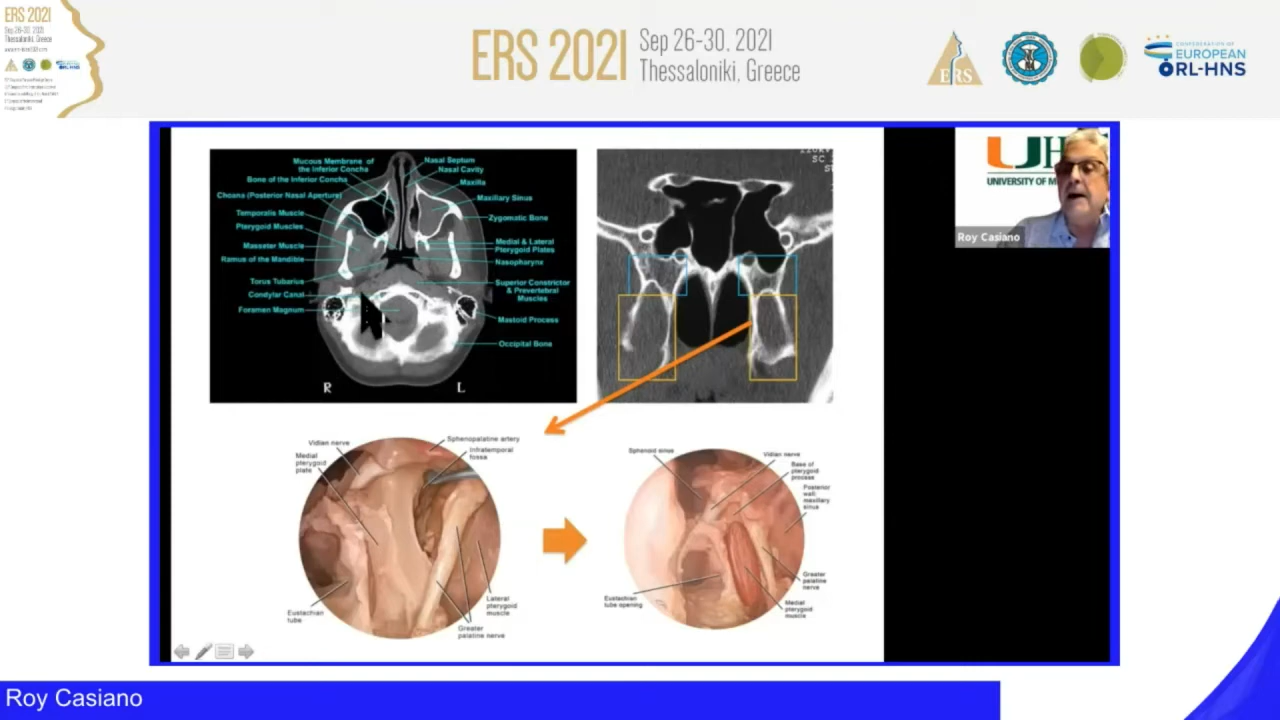 ERS 2021
Sep 26-30, 2021
Thessaloniki, Greece
ERS 2021
Sep 26-30, 2021
Thessaloniki, Greece
ERS
CONFEDERATION OF
EUROPEAN
ORL-HNS
Mucous Membrane of
the Inferior Concha
Bone of the Inferior Concha
Choana (Posterior Nasal Aperture)
Temporalis Muscle
Pterygoid Muscles
Masseter Muscle
Ramus of the Mandible
Torus Tubarius
Condylar Canal
Foramen Magnum
Nasal Septum
Nasal Cavity
Maxilla
Maxillary Sinus
Zygomatic Bone
Medial & Lateral
Pterygoid Plates
Nasopharynx
Superior Constrictor
& Prevertebral
Muscles
Mastoid Process
Occipital Bone
R
L
SC
UNIVERSITY OF M
Roy Casiano
Vidian nerve
Medial
pterygoid
plate
Sphenopalatine artery
Infratemporal
fossa
Eustachian
tube
Lateral
pterygoid
muscle
Greater
palatine nerve
Sphenoid sinus
Vidian nerve
Base of
pterygoid
process
Posterior
wall:
maxillary
sinus
Eustachian
tube opening
Greater
palatine
nerve
Medial
pterygoid
muscle
Roy Casiano